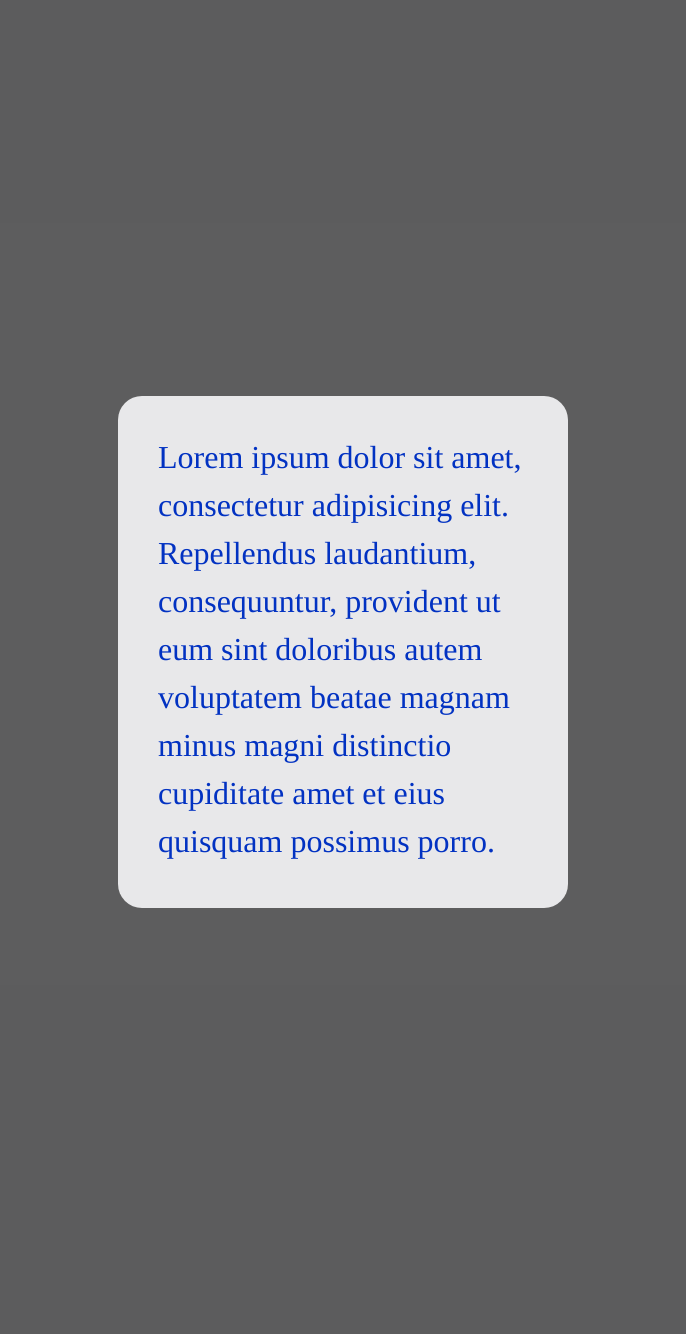 Lorem ipsum dolor sit amet,
consectetur adipisicing elit.
Repellendus laudantium,
consequuntur, provident ut
eum sint doloribus autem
voluptatem beatae magnam
minus magni distinctio
cupiditate amet et eius
quisquam possimus porro.